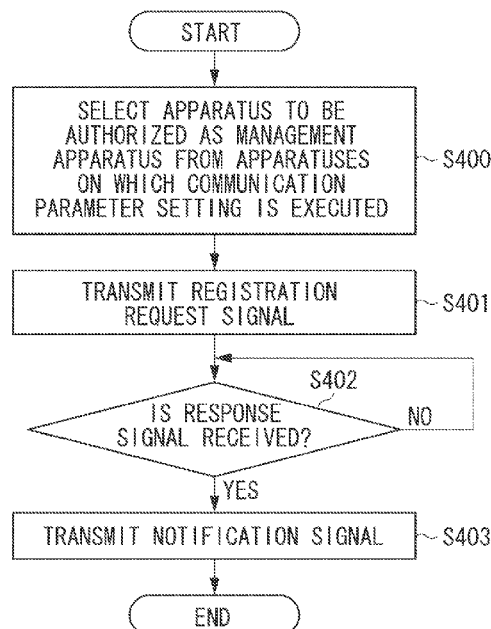 START
SELECT APPARATUS TO BE
AUTHORIZED AS MANAGEMENT
APPARATUS FROM APPARATUSES
ON WHICH COMMUNICATION
PARAMETER SETTING IS EXECUTED
S400
TRANSMIT REGISTRATION
REQUEST SIGNAL
S401
S402
IS RESPONSE
SIGNAL RECEIVED?
NO
YES
TRANSMIT NOTIFICATION SIGNAL
S403
END